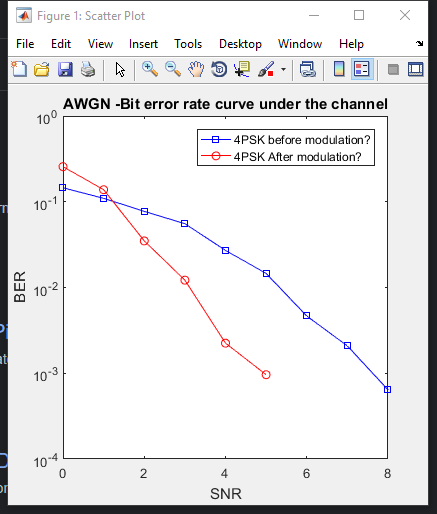 Figure 1: Scatter Plot
File Edit View Insert Tools Desktop Window Help
AWGN -Bit error rate curve under the channel
4PSK before modulation?
4PSK After modulation?
10^0
10^-1
10^-2
10^-3
10^-4
BER
0 2 4 6 8
SNR